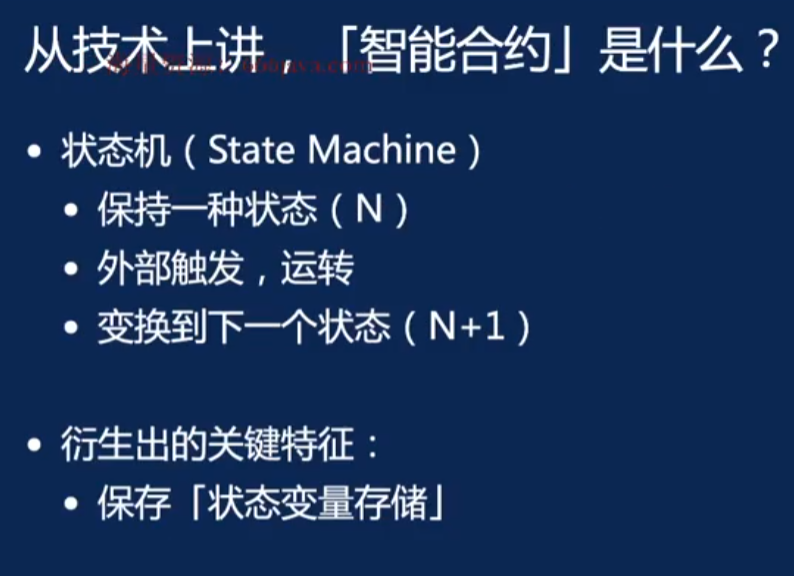 从技术上讲 「智能合约」是什么？
• 状态机（State Machine）
• 保持一种状态（N）
• 外部触发，运转
• 变换到下一个状态（N+1）
• 衍生出的关键特征：
• 保存「状态变量存储」